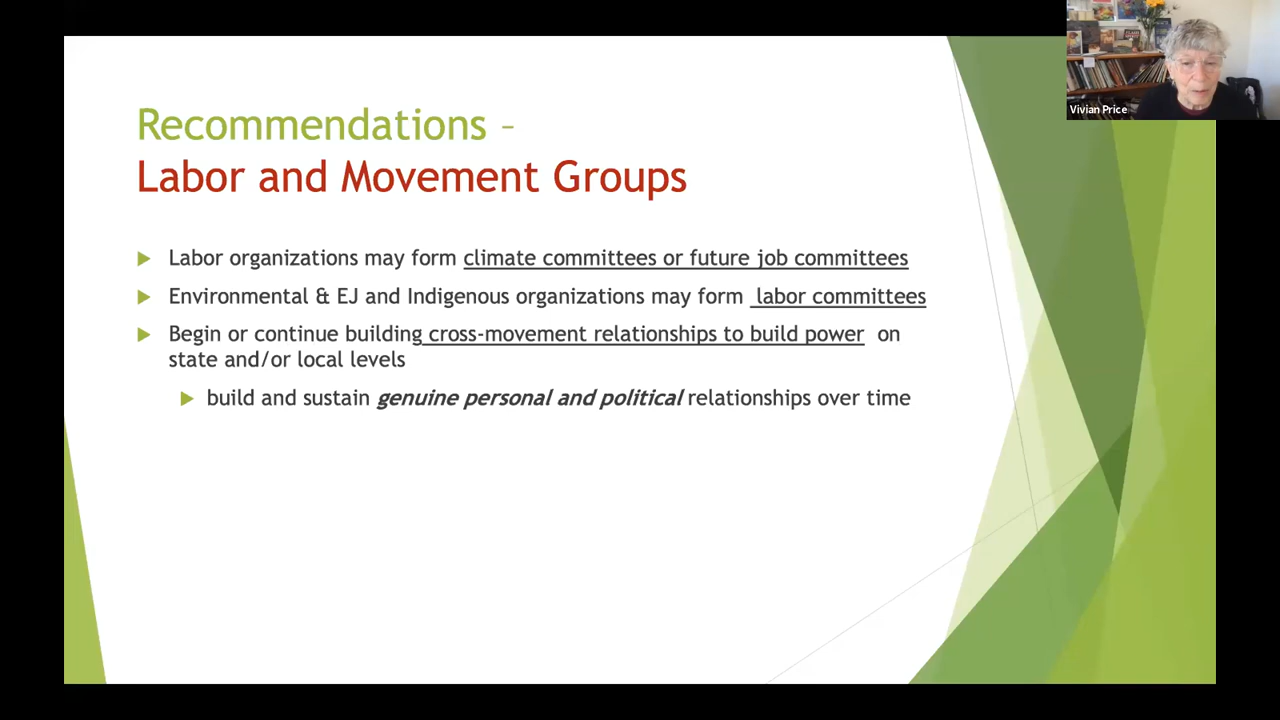 Recommendations –
Labor and Movement Groups
Labor organizations may form climate committees or future job committees
Environmental & EJ and Indigenous organizations may form labor committees
Begin or continue building cross-movement relationships to build power on
state and/or local levels
build and sustain genuine personal and political relationships over time
Vivian Price